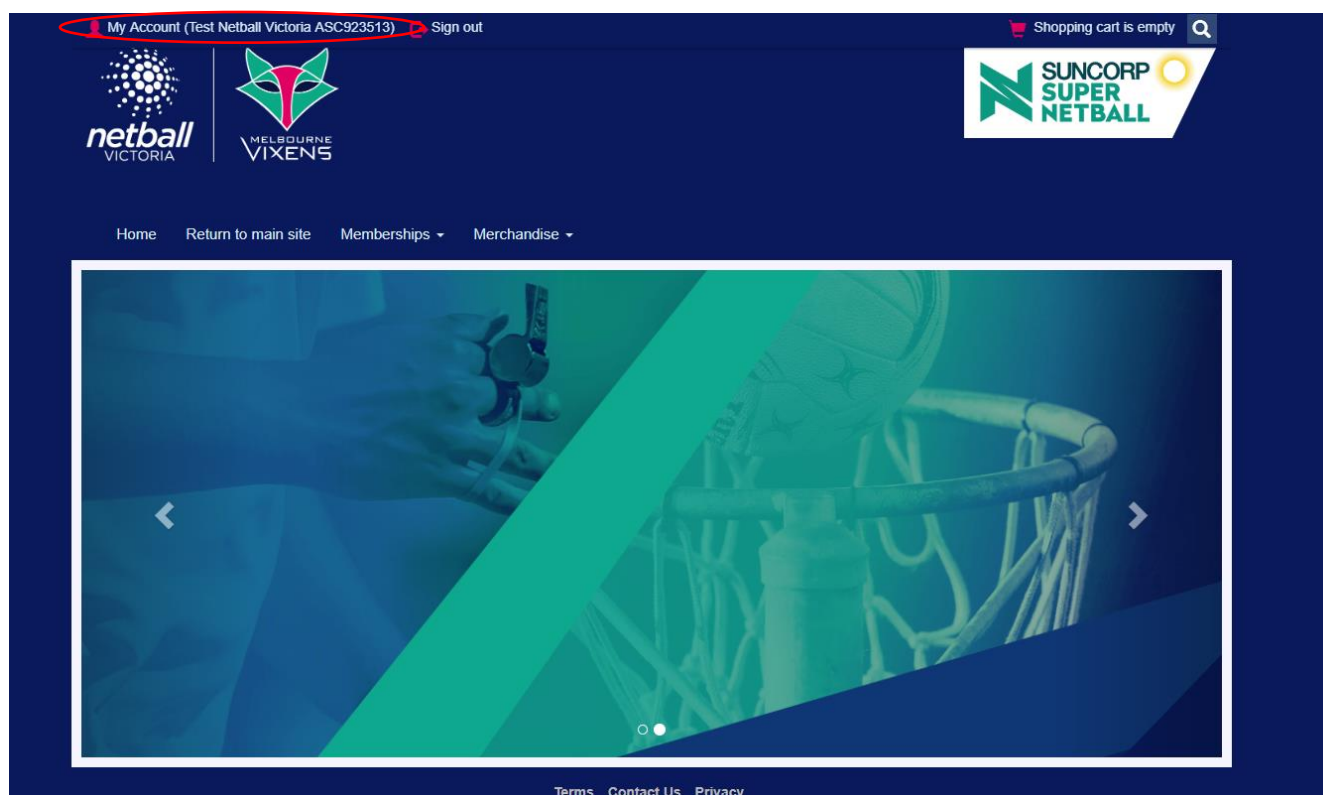 My Account (Test Netball Victoria ASC923513) Sign out Shopping cart is empty
netball
VICTORIA
MELBOURNE
VIXENS
SUNCORP
SUPER
NETBALL
Home Return to main site Memberships Merchandise
Terms Contact Us Privacy